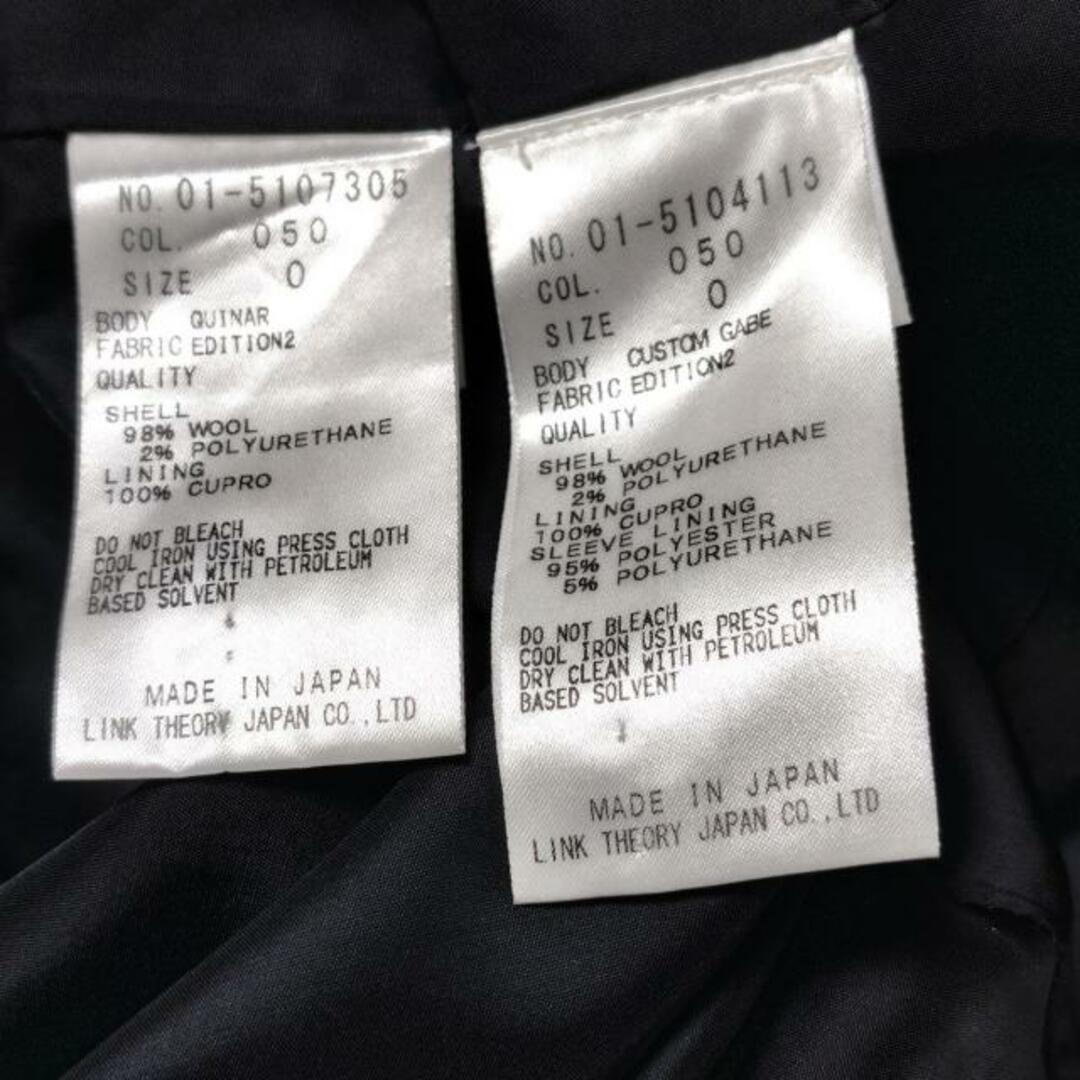 NO. 01-5107305
COL. 050
SIZE 0
BODY QUINAR
FABRIC EDITION2
QUALITY
SHELL
98% WOOL
2% POLYURETHANE
LINING
100% CUPRO
DO NOT BLEACH
COOL IRON USING PRESS CLOTH
DRY CLEAN WITH PETROLEUM
BASED SOLVENT
MADE IN JAPAN
LINK THEORY JAPAN CO.,LTD
NO. 01-5104113
COL. 050
SIZE 0
BODY CUSTOM GABE
FABRIC EDITION2
QUALITY
SHELL
98% WOOL
2% POLYURETHANE
LINING
100% CUPRO
SLEEVE LINING
95% POLYESTER
5% POLYURETHANE
DO NOT BLEACH
COOL IRON USING PRESS CLOTH
DRY CLEAN WITH PETROLEUM
BASED SOLVENT
MADE IN JAPAN
LINK THEORY JAPAN CO.,LTD